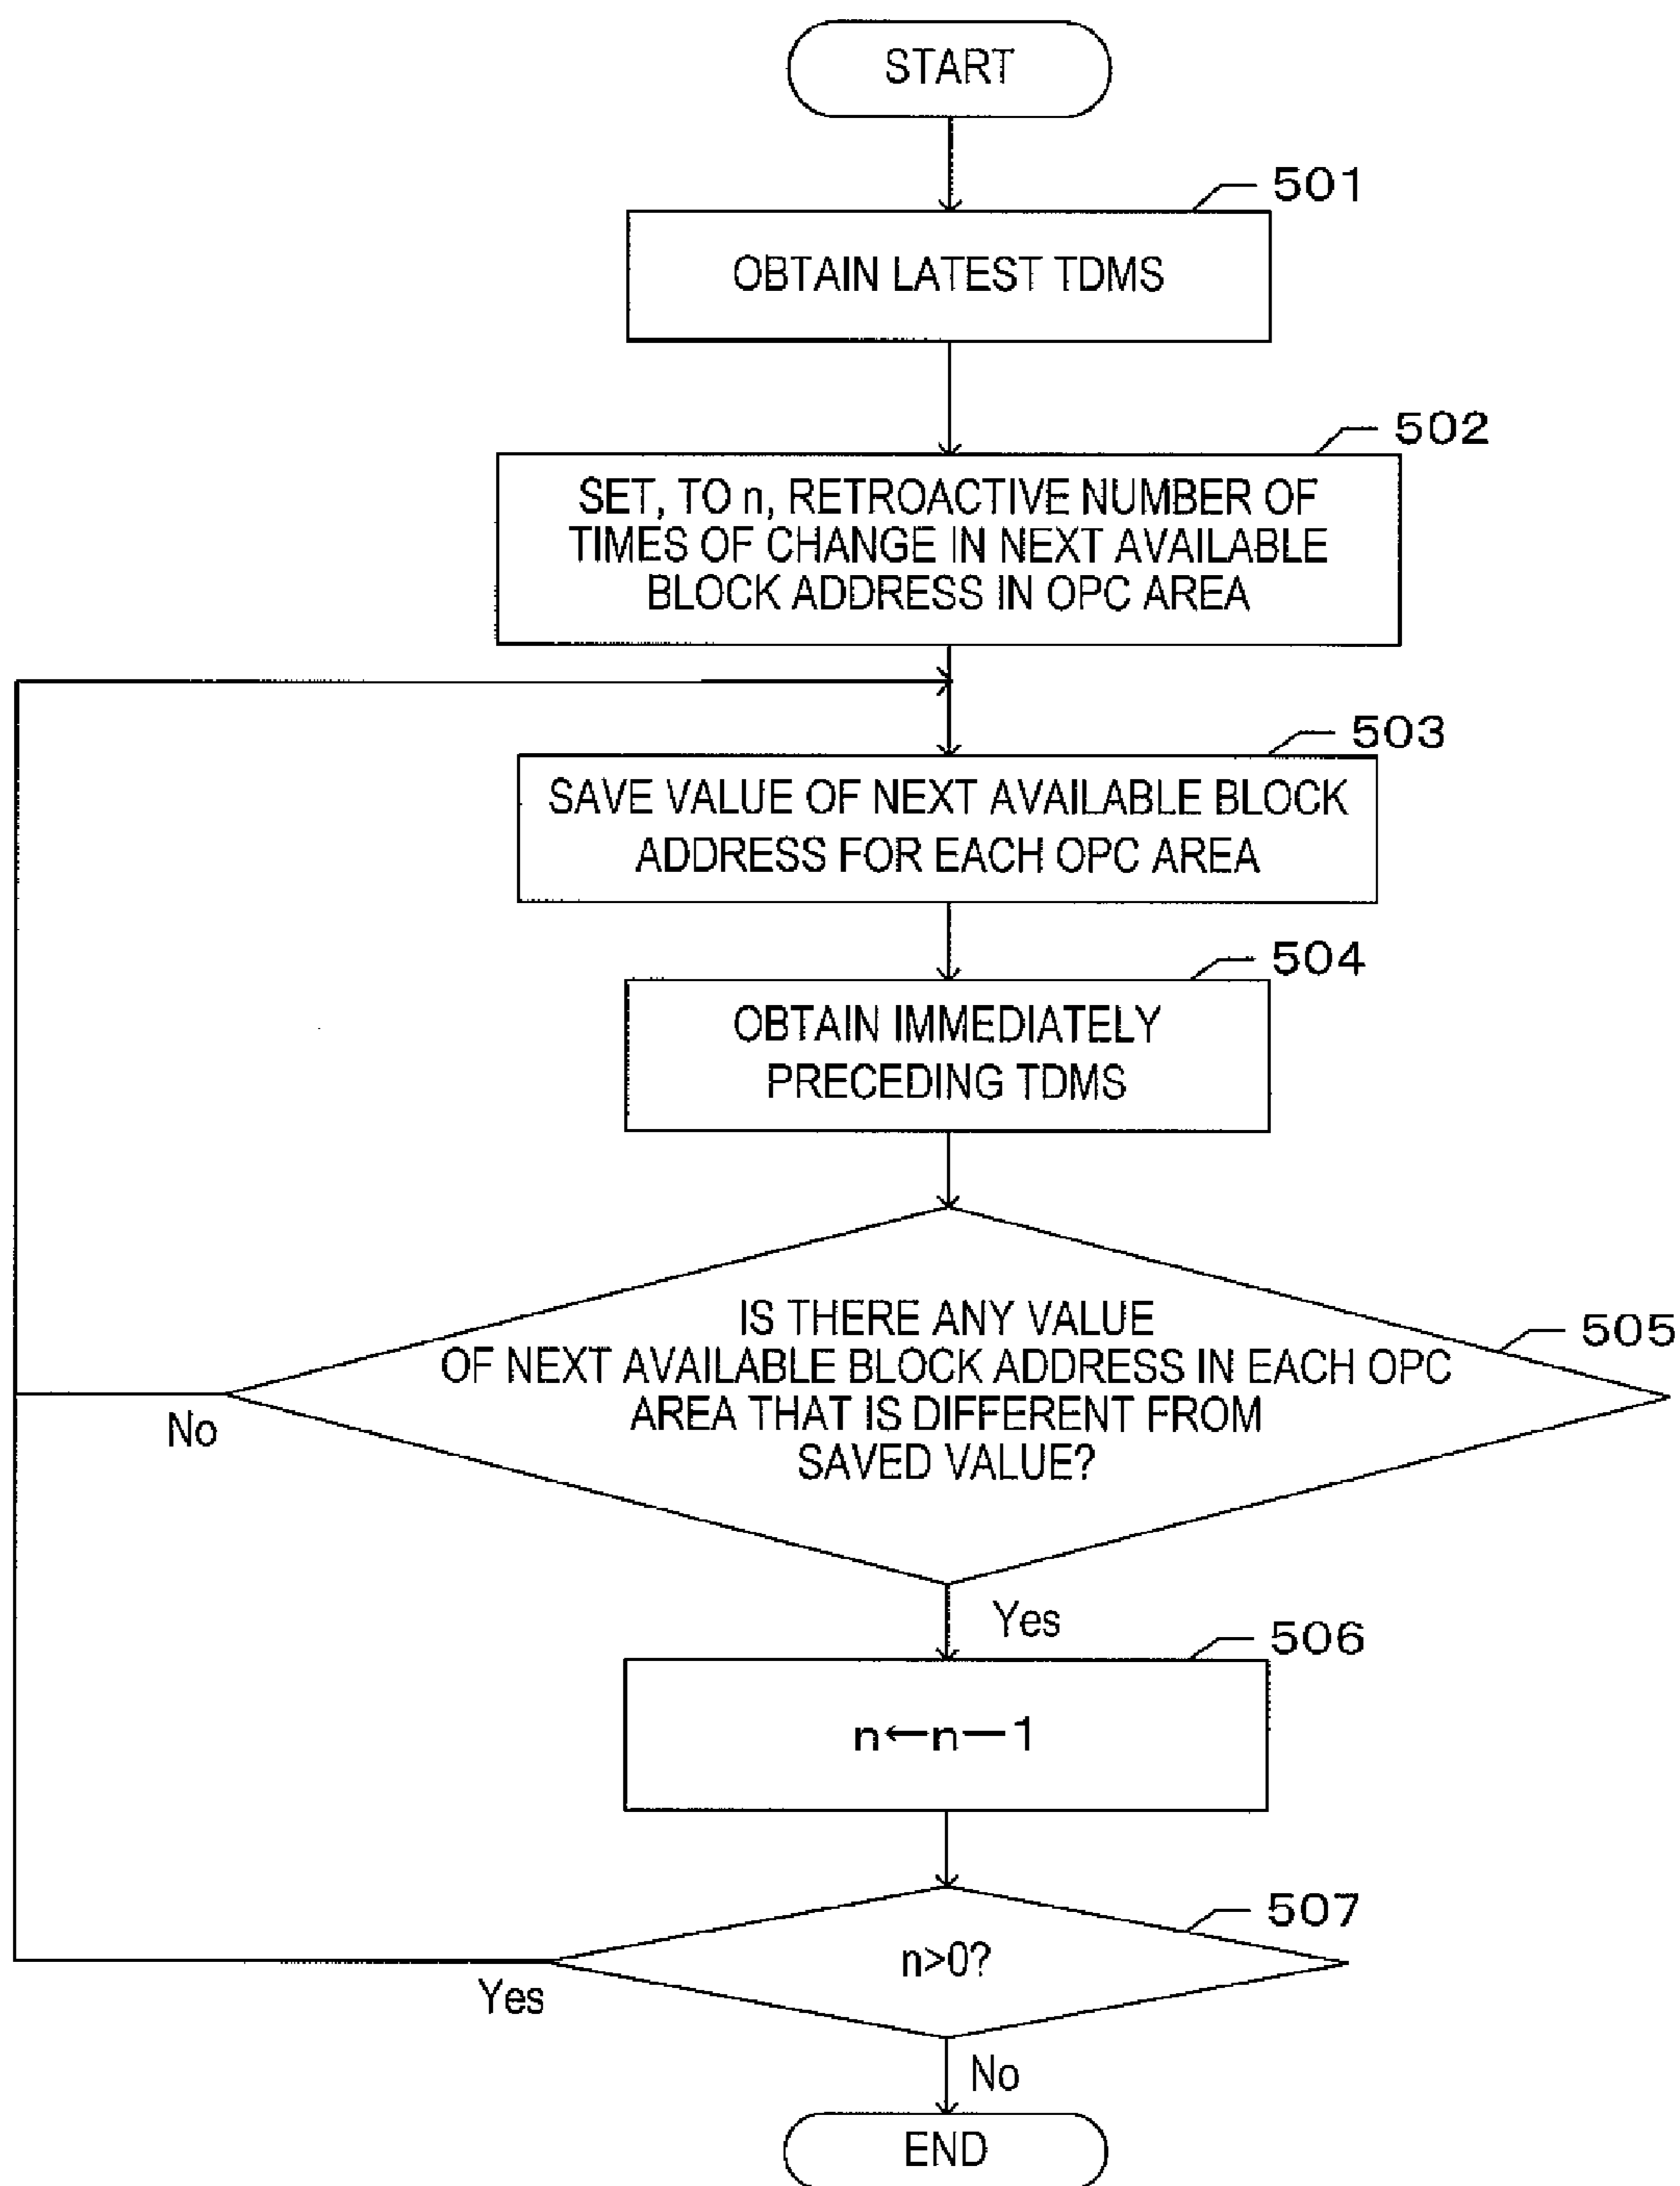 START
501
OBTAIN LATEST TDMS
502
SET, TO n, RETROACTIVE NUMBER OF
TIMES OF CHANGE IN NEXT AVAILABLE
BLOCK ADDRESS IN OPC AREA
503
SAVE VALUE OF NEXT AVAILABLE BLOCK
ADDRESS FOR EACH OPC AREA
504
OBTAIN IMMEDIATELY
PRECEDING TDMS
505
IS THERE ANY VALUE
OF NEXT AVAILABLE BLOCK ADDRESS IN EACH OPC
AREA THAT IS DIFFERENT FROM
SAVED VALUE?
No
Yes
506
n←n—1
507
n>0?
Yes
No
END